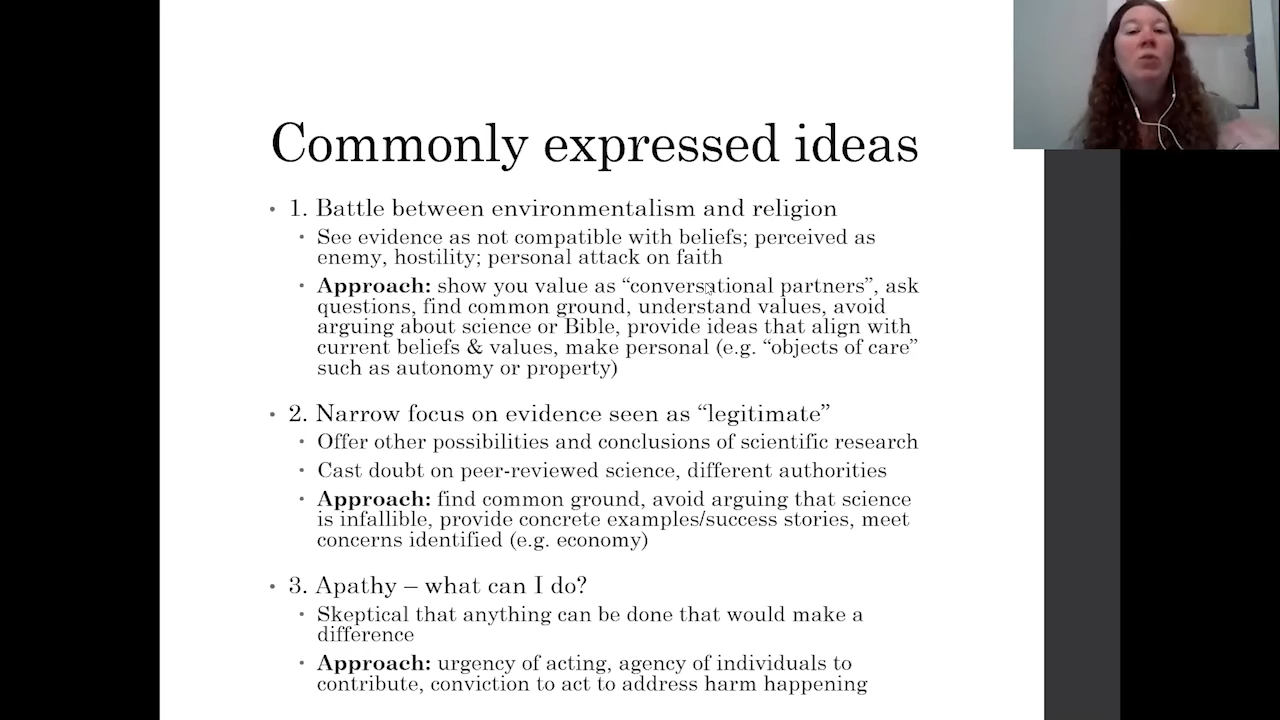 Commonly expressed ideas
• 1. Battle between environmentalism and religion
• See evidence as not compatible with beliefs; perceived as
enemy, hostility; personal attack on faith
• Approach: show you value as “conversational partners”, ask
questions, find common ground, understand values, avoid
arguing about science or Bible, provide ideas that align with
current beliefs & values, make personal (e.g. “objects of care”
such as autonomy or property)
• 2. Narrow focus on evidence seen as “legitimate”
• Offer other possibilities and conclusions of scientific research
• Cast doubt on peer-reviewed science, different authorities
• Approach: find common ground, avoid arguing that science
is infallible, provide concrete examples/success stories, meet
concerns identified (e.g. economy)
• 3. Apathy – what can I do?
• Skeptical that anything can be done that would make a
difference
• Approach: urgency of acting, agency of individuals to
contribute, conviction to act to address harm happening